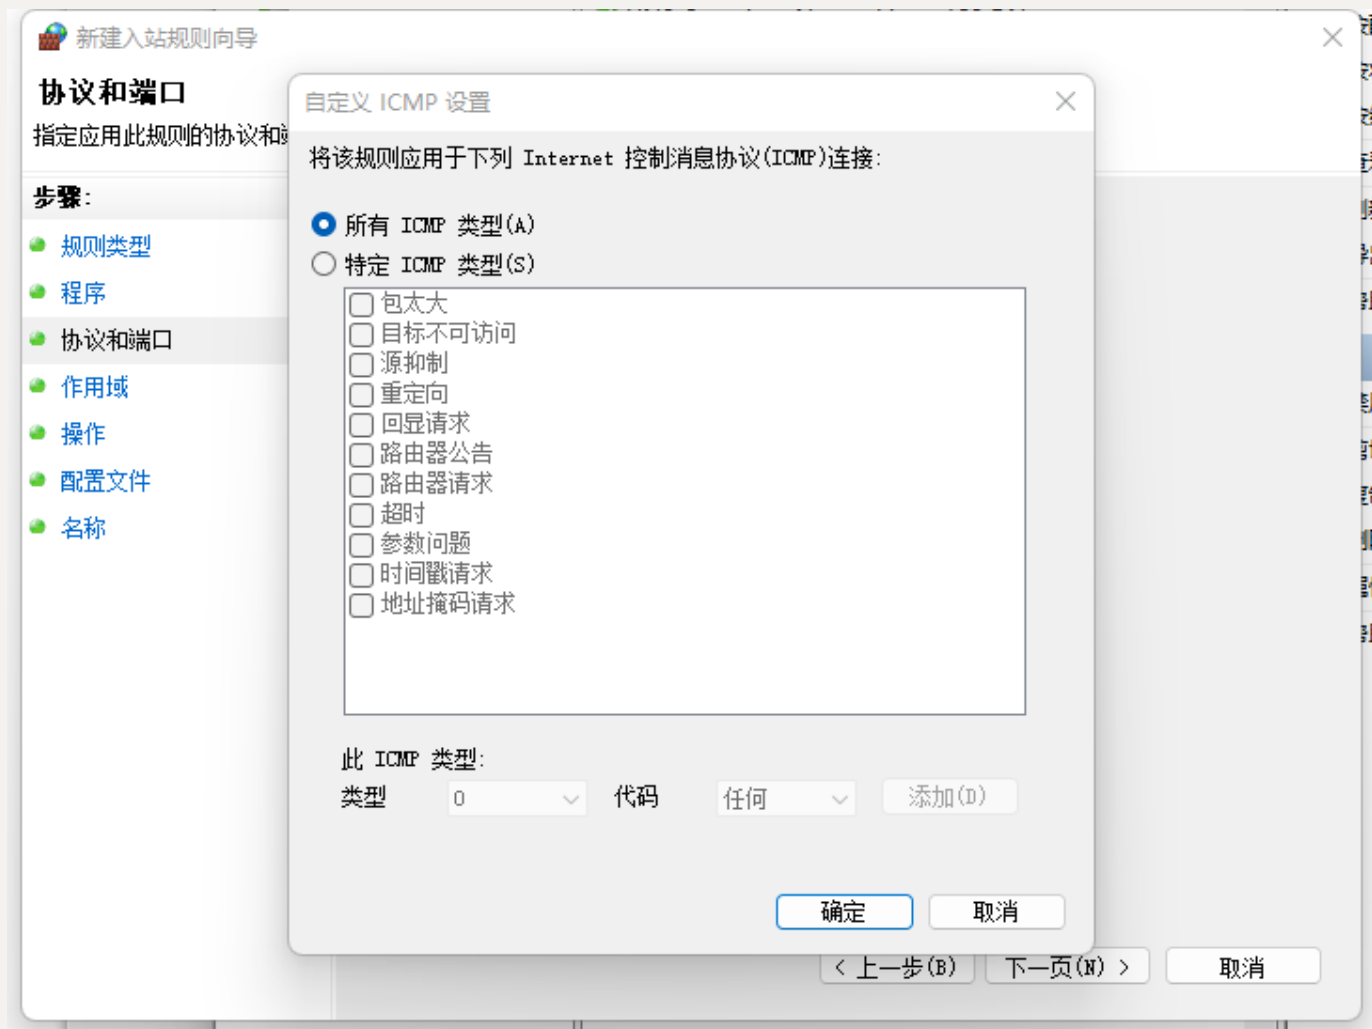 新建入站规则向导
协议和端口
指定应用此规则的协议和
步骤:
规则类型
程序
协议和端口
作用域
操作
配置文件
名称
自定义 ICMP 设置
将该规则应用于下列 Internet 控制消息协议(ICMP)连接:
所有 ICMP 类型(A)
特定 ICMP 类型(S)
包太大
目标不可访问
源抑制
重定向
回显请求
路由器公告
路由器请求
超时
参数问题
时间戳请求
地址掩码请求
此 ICMP 类型:
类型 0 代码 任何 添加(D)
确定 取消
< 上一步(B) 下一页(N) > 取消